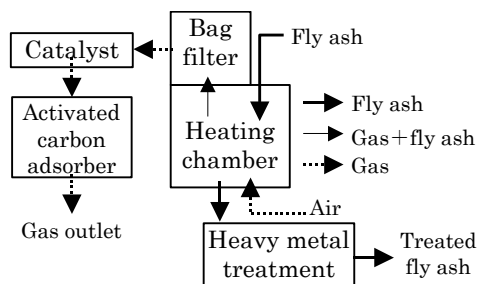 Bag
filter
Fly ash
Catalyst
Activated
carbon
adsorber
Heating
chamber
Fly ash
Gas+fly ash
Gas
Gas outlet
Air
Heavy metal
treatment
Treated
fly ash